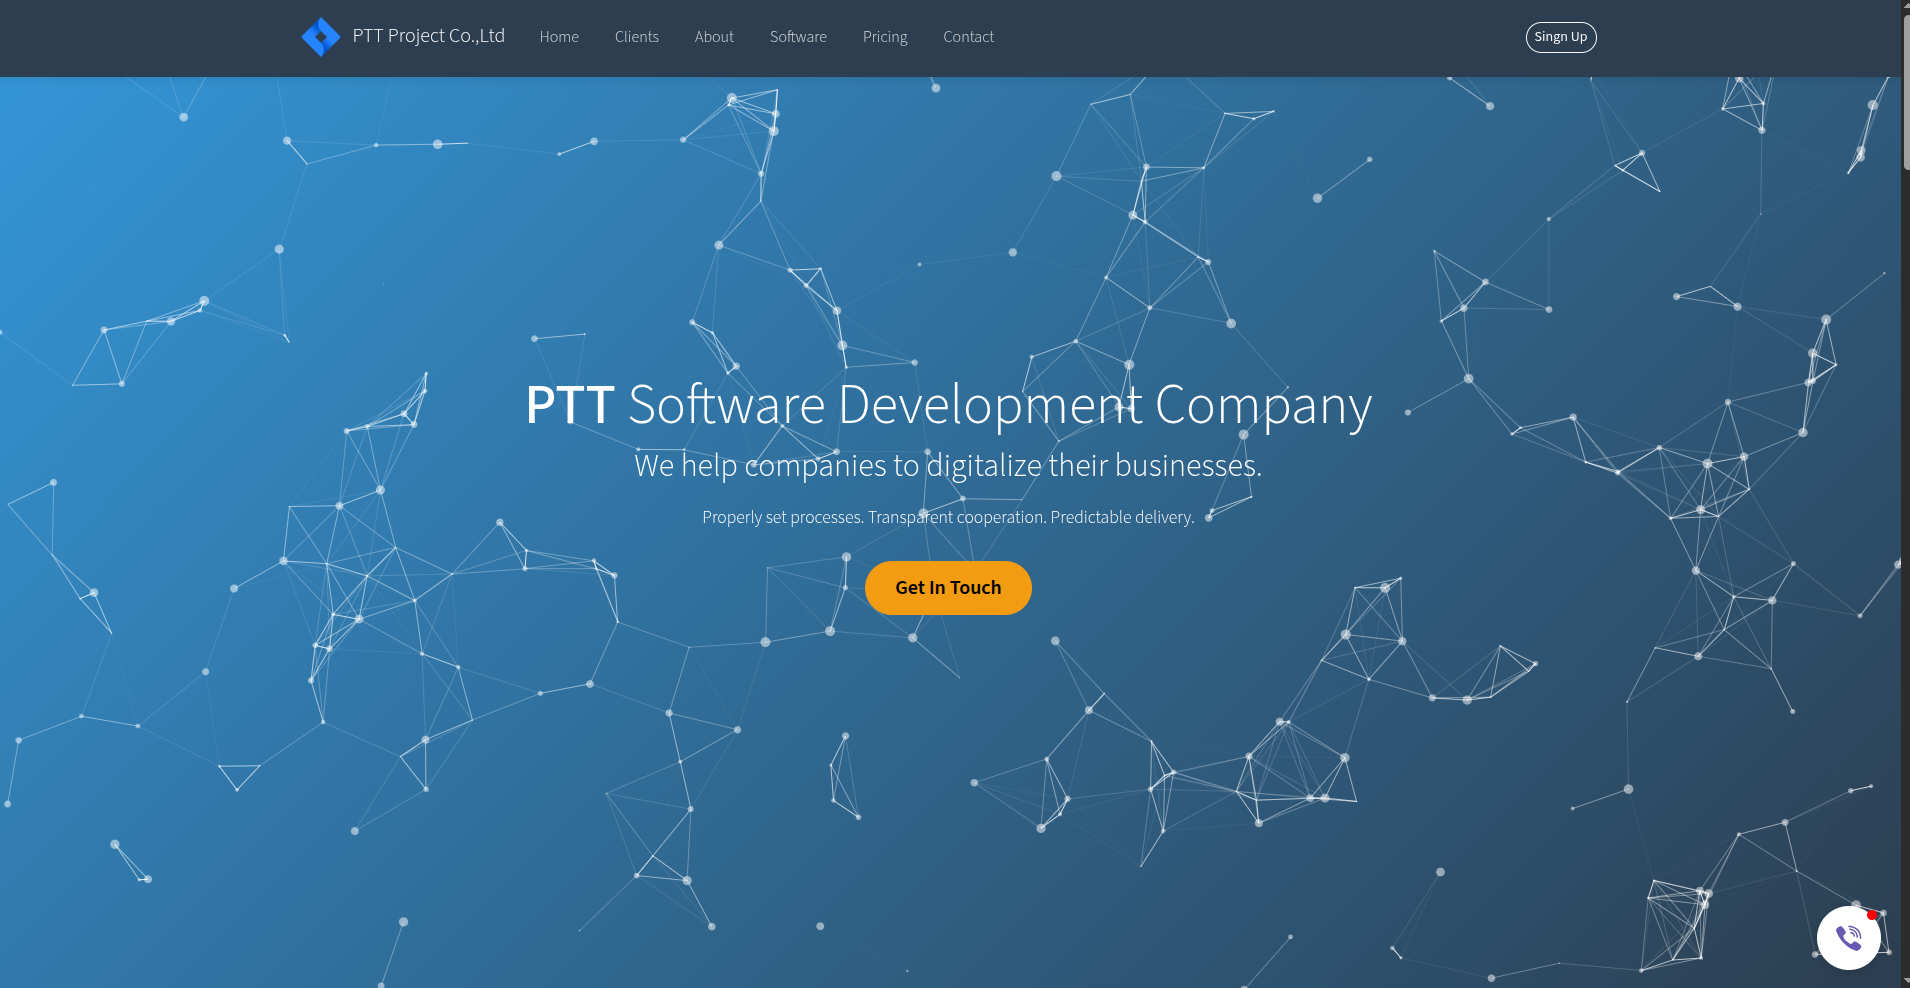 PTT Project Co.,Ltd
Home
Clients
About
Software
Pricing
Contact
Singn Up
PTT Software Development Company
We help companies to digitalize their businesses.
Properly set processes. Transparent cooperation. Predictable delivery.
Get In Touch